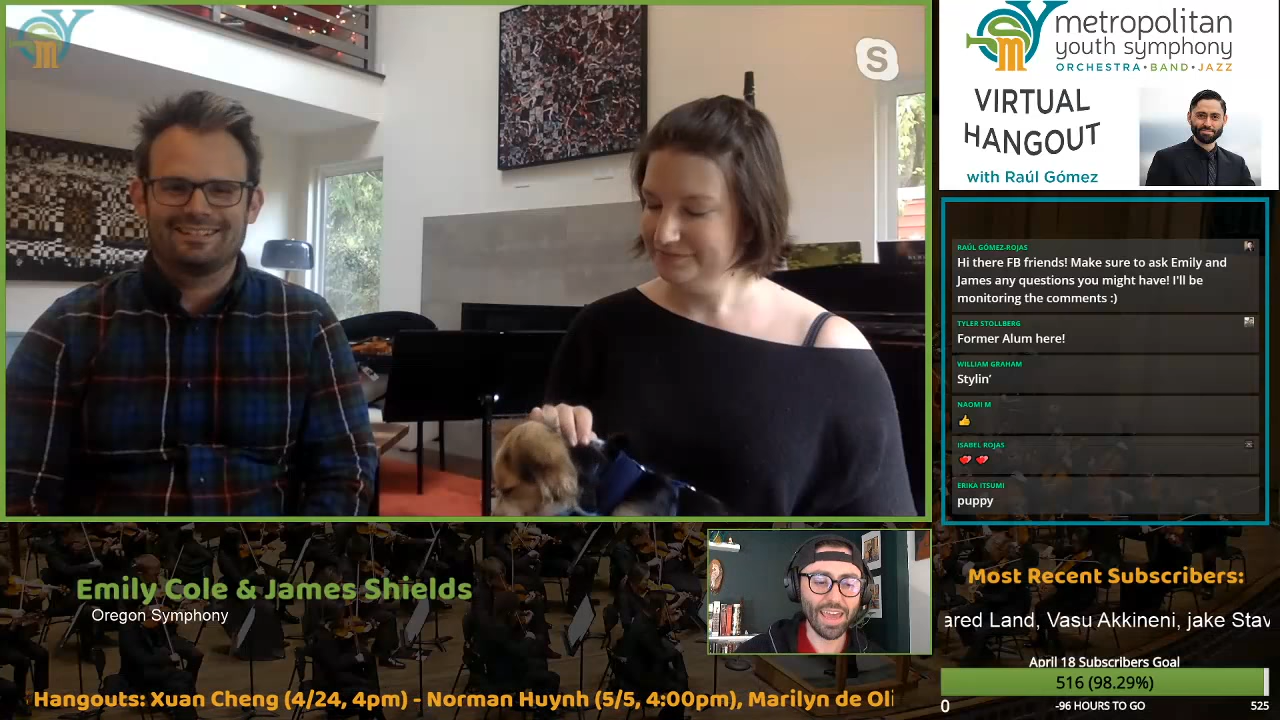 metropolitan
youth symphony
ORCHESTRA • BAND • JAZZ
VIRTUAL
HANGOUT
with Raúl Gómez
RAÚL GÓMEZ-ROJAS
Hi there FB friends! Make sure to ask Emily and
James any questions you might have! I'll be
monitoring the comments :)
TYLER STOLLBERG
Former Alum here!
WILLIAM GRAHAM
Stylin'
NAOMI M
👍
ISABEL ROJAS
ERIKA ITSUMI
puppy
Emily Cole & James Shields
Oregon Symphony
Hangouts: Xuan Cheng (4/24, 4pm) - Norman Huynh (5/5, 4:00pm), Marilyn de Oli
Most Recent Subscribers:
ared Land, Vasu Akkineni, jake Stav
April 18 Subscribers Goal
516 (98.29%)
0
-96 HOURS TO GO
525